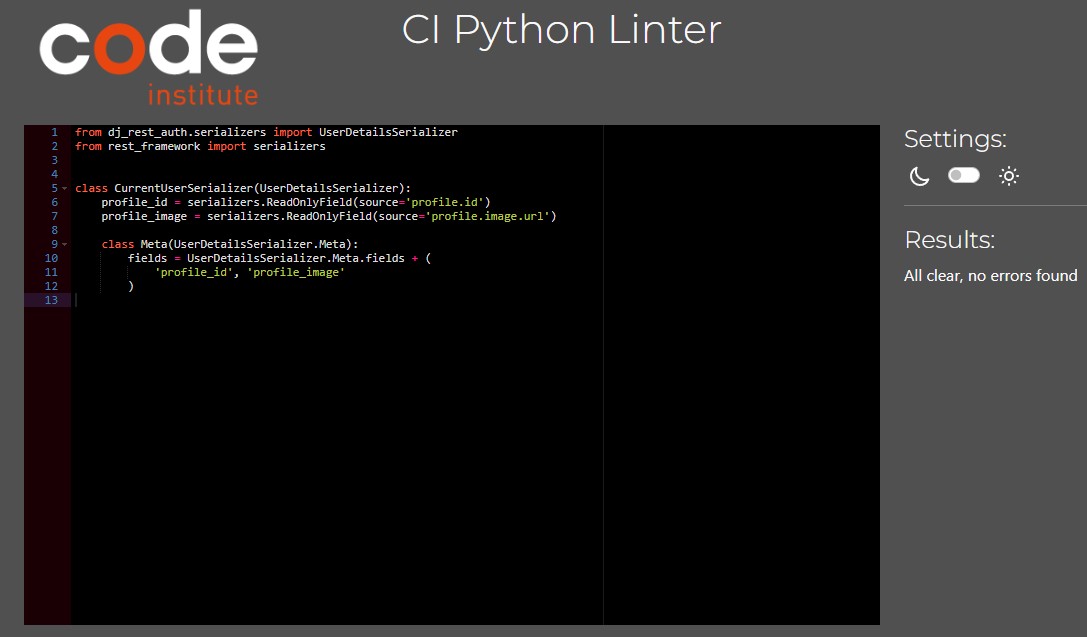 code
institute
CI Python Linter
1 from dj_rest_auth.serializers import UserDetailsSerializer
2 from rest_framework import serializers
3
4
5 class CurrentUserSerializer(UserDetailsSerializer):
6     profile_id = serializers.ReadOnlyField(source='profile.id')
7     profile_image = serializers.ReadOnlyField(source='profile.image.url')
8
9     class Meta(UserDetailsSerializer.Meta):
10         fields = UserDetailsSerializer.Meta.fields + (
11             'profile_id', 'profile_image'
12         )
13
Settings:
Results:
All clear, no errors found